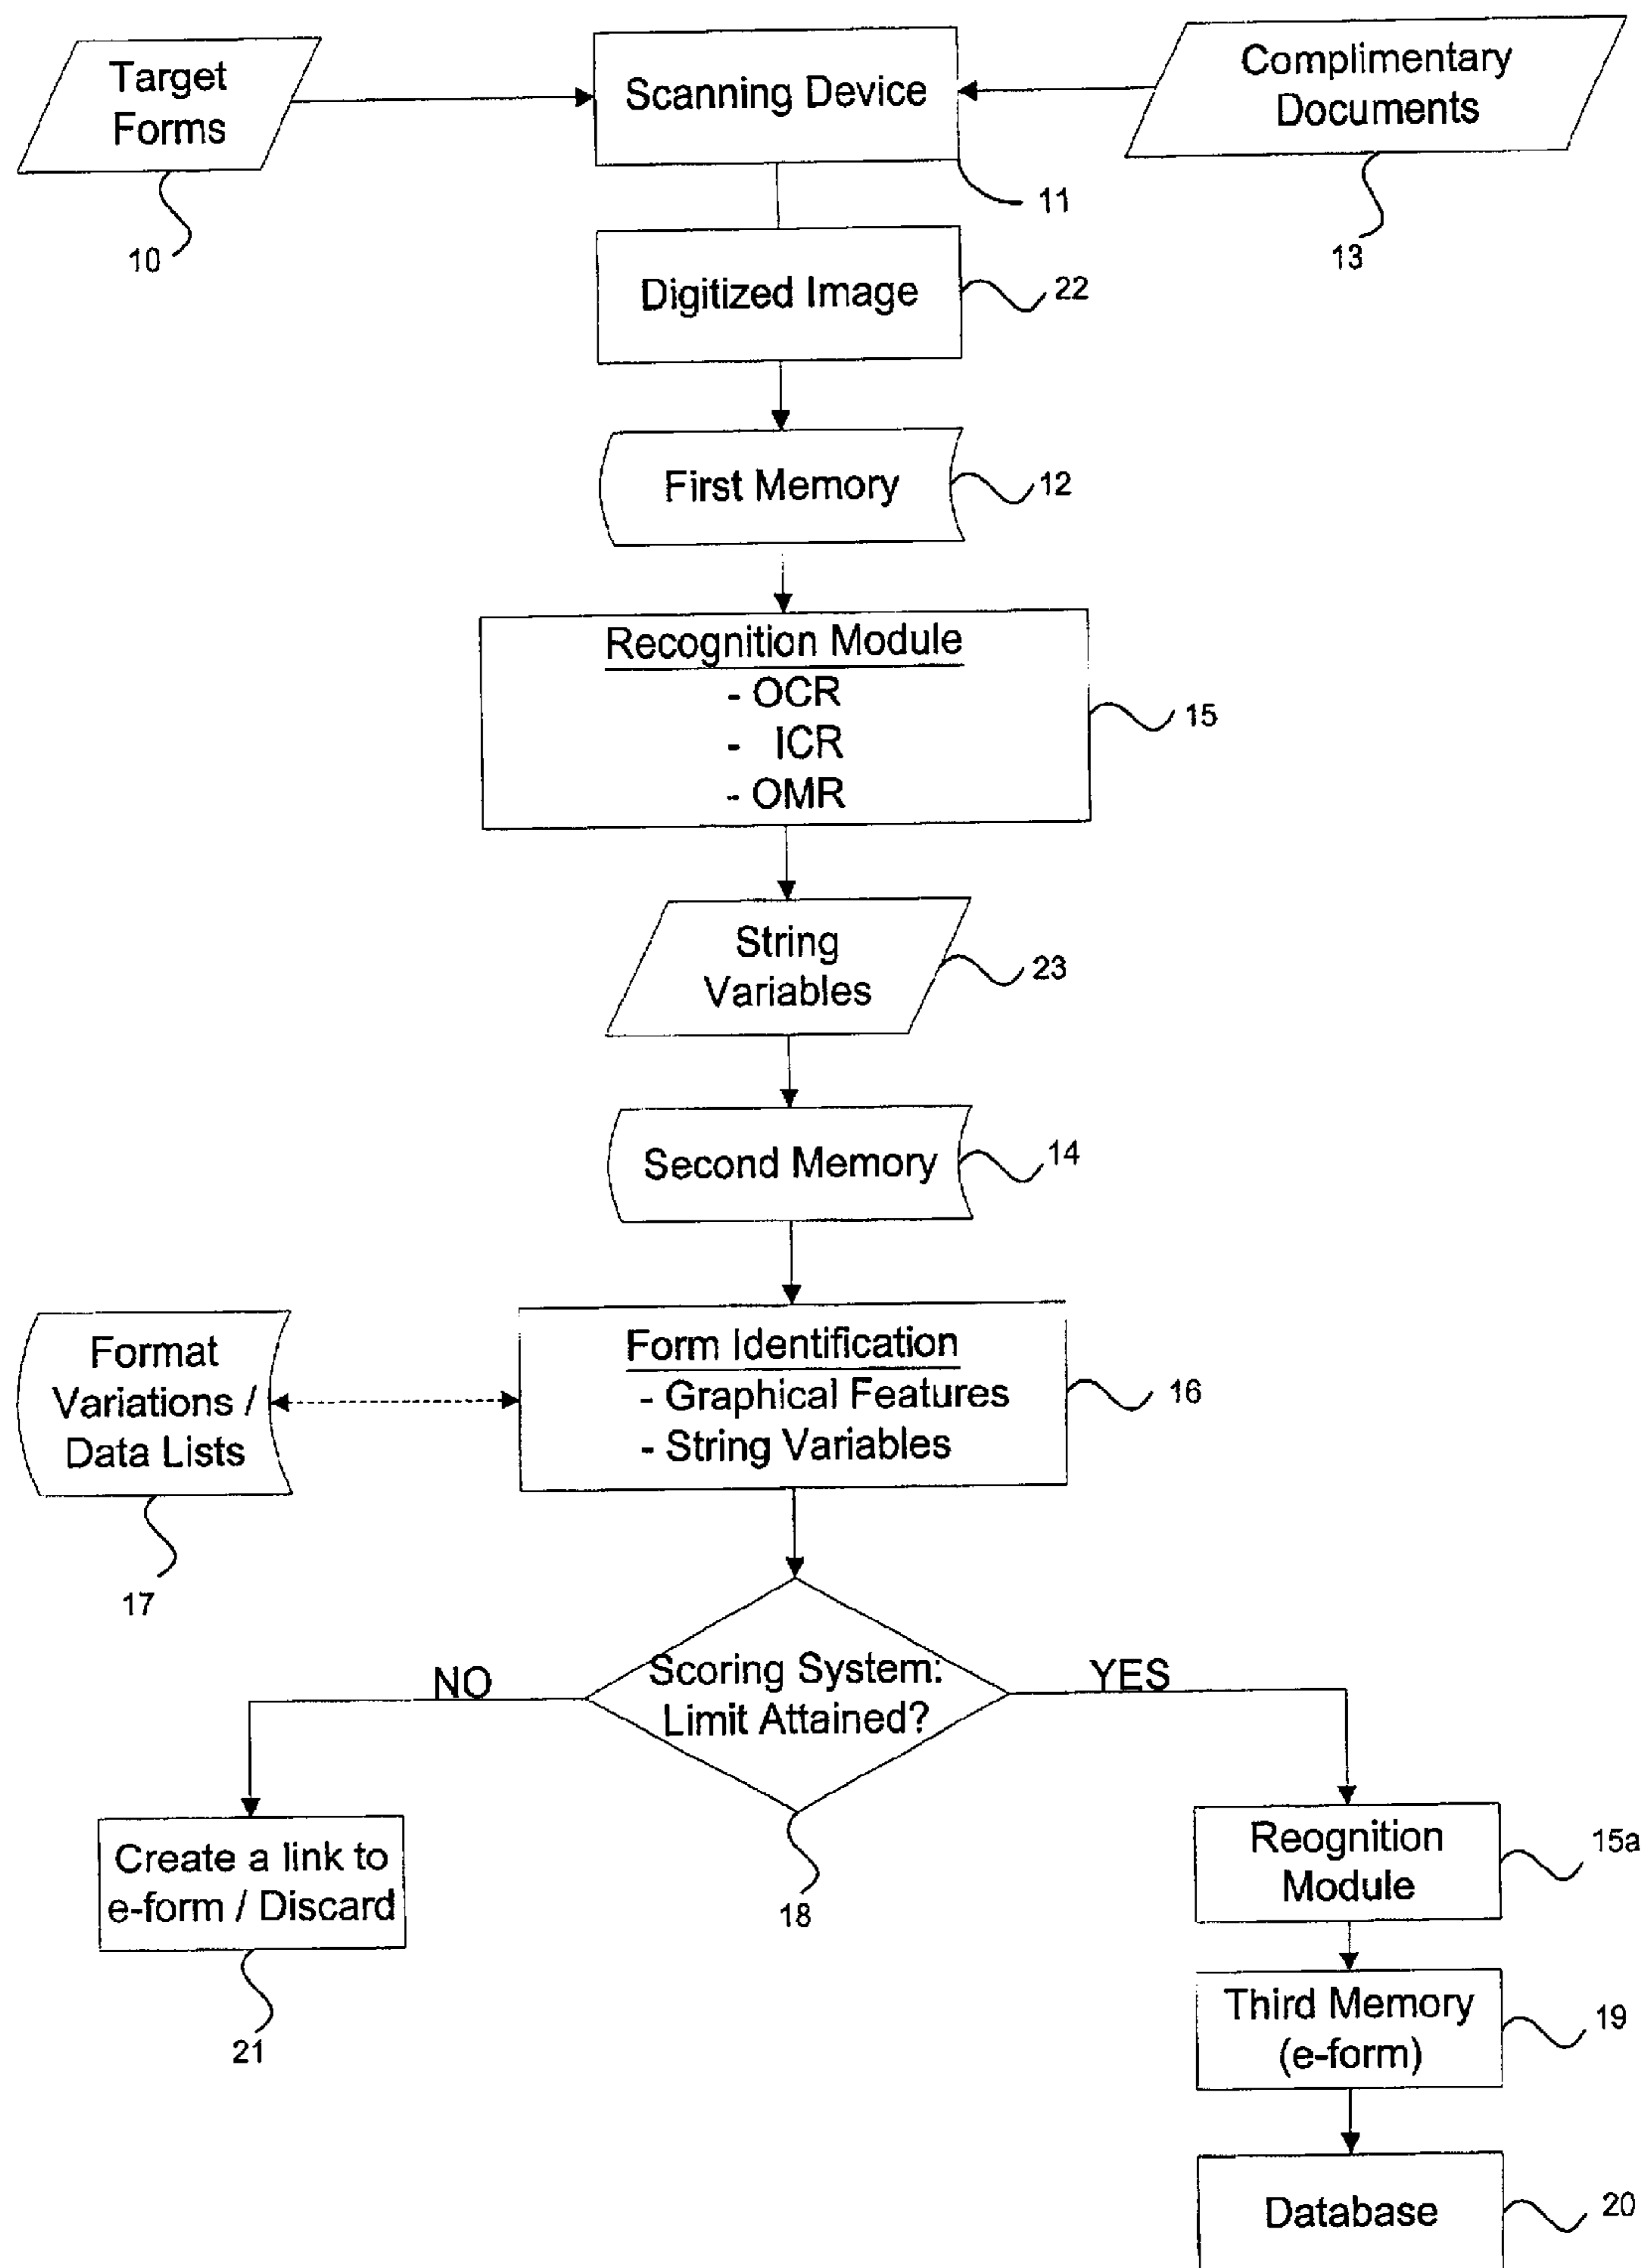 Target
Forms
Scanning Device
Complimentary
Documents
10
11
13
Digitized Image
22
First Memory
12
Recognition Module
- OCR
- ICR
- OMR
15
String
Variables
23
Second Memory
14
Format
Variations /
Data Lists
17
Form Identification
- Graphical Features
- String Variables
16
Scoring System:
Limit Attained?
18
NO
YES
Create a link to
e-form / Discard
21
Reognition
Module
15a
Third Memory
(e-form)
19
Database
20